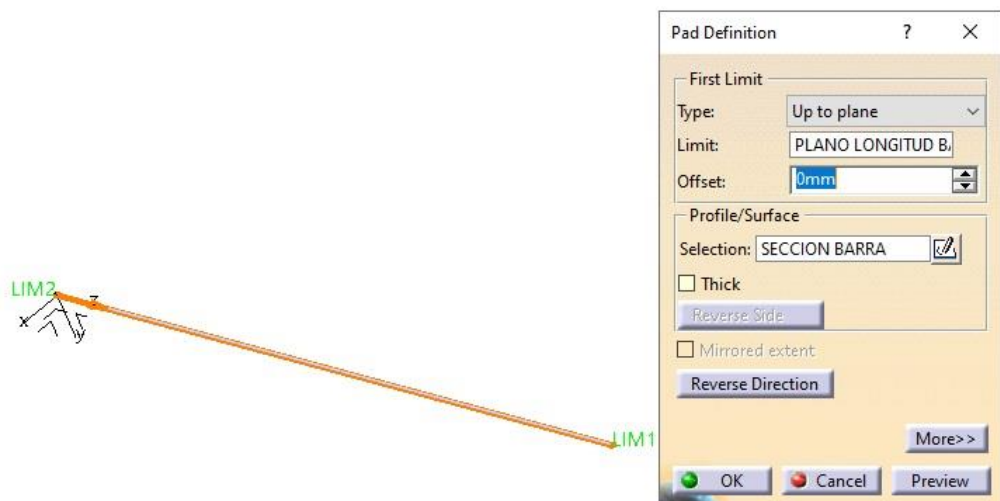 Pad Definition ? ×
First Limit
Type: Up to plane
Limit: PLANO LONGITUD BA
Offset: 0mm
Profile/Surface
Selection: SECCION BARRA
Thick
Reverse Side
Mirrored extent
Reverse Direction
More>>
OK Cancel Preview
LIM2
z
x
y
LIM1